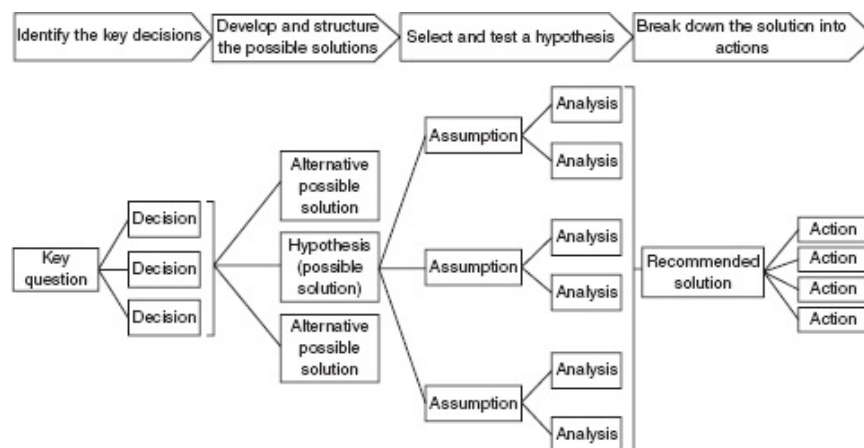 Identify the key decisions
Develop and structure
the possible solutions
Select and test a hypothesis
Break down the solution into
actions
Key
question
Decision
Decision
Decision
Alternative
possible
solution
Hypothesis
(possible
solution)
Alternative
possible
solution
Assumption
Assumption
Assumption
Analysis
Analysis
Analysis
Analysis
Analysis
Analysis
Recommended
solution
Action
Action
Action
Action